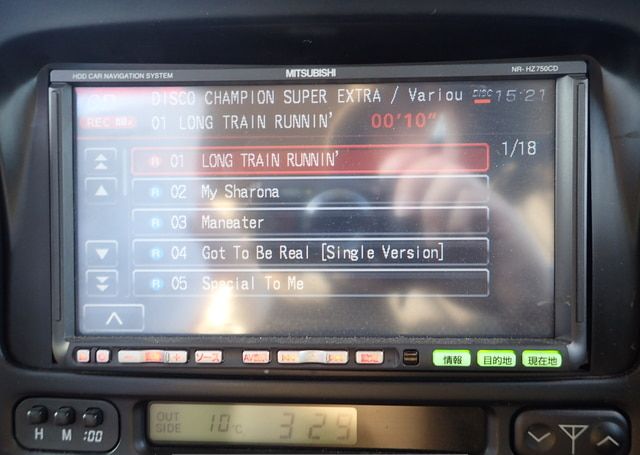 HDD CAR NAVIGATION SYSTEM MITSUBISHI NR-HZ750CD
DISCO CHAMPION SUPER EXTRA / Variou DISC 15:21
REC 01 LONG TRAIN RUNNIN' 00'10"
R 01 LONG TRAIN RUNNIN' 1/18
R 02 My Sharona
R 03 Maneater
R 04 Got To Be Real [Single Version]
R 05 Special To Me
ソース AV 情報 目的地 現在地
OUT SIDE 10°C 3:25
H M :00